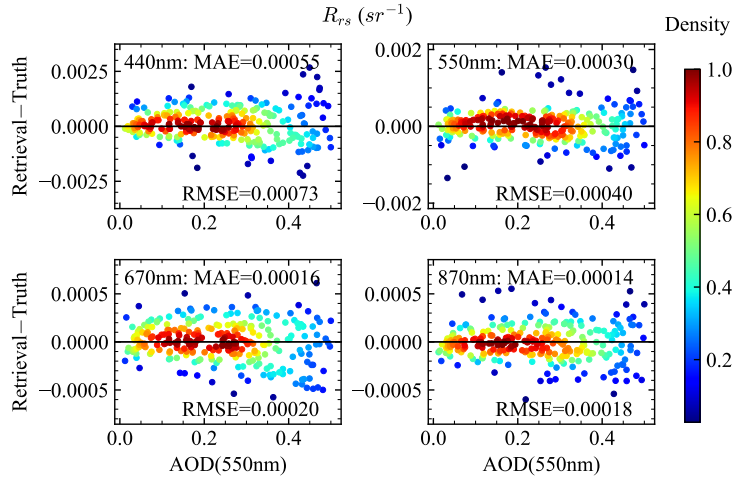 R_rs (sr⁻¹)
Density
440nm: MAE=0.00055
550nm: MAE=0.00030
Retrieval−Truth
0.0025
0.0000
−0.0025
RMSE=0.00073
0.0 0.2 0.4
0.002
0.000
−0.002
RMSE=0.00040
0.0 0.2 0.4
1.0
0.8
0.6
0.4
0.2
670nm: MAE=0.00016
870nm: MAE=0.00014
Retrieval−Truth
0.0005
0.0000
−0.0005
RMSE=0.00020
0.0 0.2 0.4
AOD(550nm)
0.0005
0.0000
−0.0005
RMSE=0.00018
0.0 0.2 0.4
AOD(550nm)